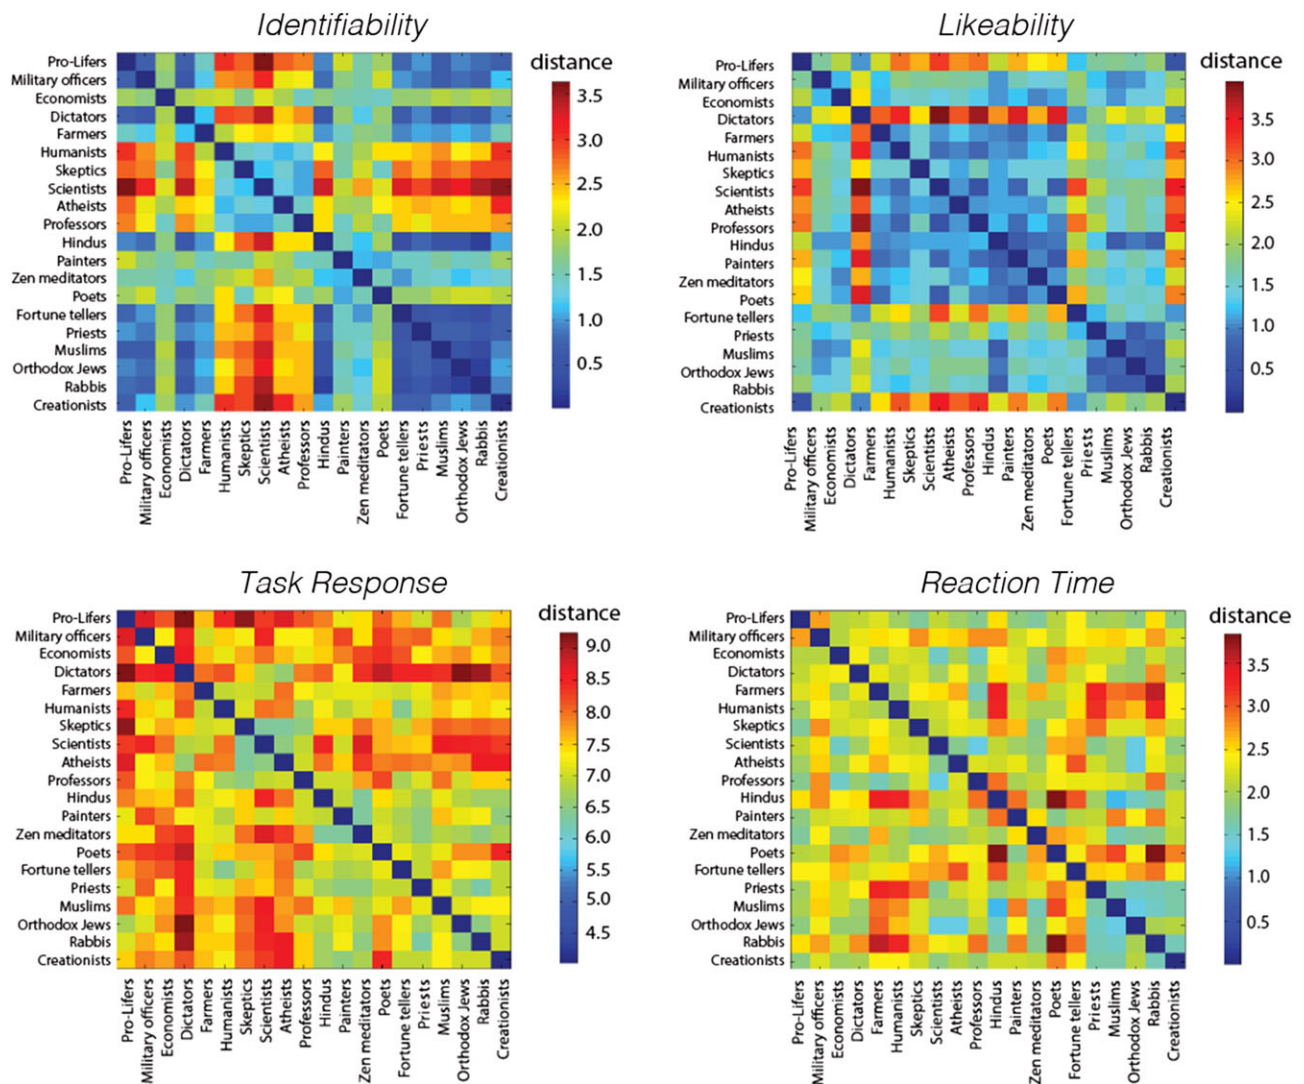 Identifiability
Pro-Lifers
Military officers
Economists
Dictators
Farmers
Humanists
Skeptics
Scientists
Atheists
Professors
Hindus
Painters
Zen meditators
Poets
Fortune tellers
Priests
Muslims
Orthodox Jews
Rabbis
Creationists
Pro-Lifers
Military officers
Economists
Dictators
Farmers
Humanists
Skeptics
Scientists
Atheists
Professors
Hindus
Painters
Zen meditators
Poets
Fortune tellers
Priests
Muslims
Orthodox Jews
Rabbis
Creationists
distance
3.5
3.0
2.5
2.0
1.5
1.0
0.5
Likeability
Pro-Lifers
Military officers
Economists
Dictators
Farmers
Humanists
Skeptics
Scientists
Atheists
Professors
Hindus
Painters
Zen meditators
Poets
Fortune tellers
Priests
Muslims
Orthodox Jews
Rabbis
Creationists
Pro-Lifers
Military officers
Economists
Dictators
Farmers
Humanists
Skeptics
Scientists
Atheists
Professors
Hindus
Painters
Zen meditators
Poets
Fortune tellers
Priests
Muslims
Orthodox Jews
Rabbis
Creationists
distance
3.5
3.0
2.5
2.0
1.5
1.0
0.5
Task Response
Pro-Lifers
Military officers
Economists
Dictators
Farmers
Humanists
Skeptics
Scientists
Atheists
Professors
Hindus
Painters
Zen meditators
Poets
Fortune tellers
Priests
Muslims
Orthodox Jews
Rabbis
Creationists
Pro-Lifers
Military officers
Economists
Dictators
Farmers
Humanists
Skeptics
Scientists
Atheists
Professors
Hindus
Painters
Zen meditators
Poets
Fortune tellers
Priests
Muslims
Orthodox Jews
Rabbis
Creationists
distance
9.0
8.5
8.0
7.5
7.0
6.5
6.0
5.5
5.0
4.5
Reaction Time
Pro-Lifers
Military officers
Economists
Dictators
Farmers
Humanists
Skeptics
Scientists
Atheists
Professors
Hindus
Painters
Zen meditators
Poets
Fortune tellers
Priests
Muslims
Orthodox Jews
Rabbis
Creationists
Pro-Lifers
Military officers
Economists
Dictators
Farmers
Humanists
Skeptics
Scientists
Atheists
Professors
Hindus
Painters
Zen meditators
Poets
Fortune tellers
Priests
Muslims
Orthodox Jews
Rabbis
Creationists
distance
3.5
3.0
2.5
2.0
1.5
1.0
0.5